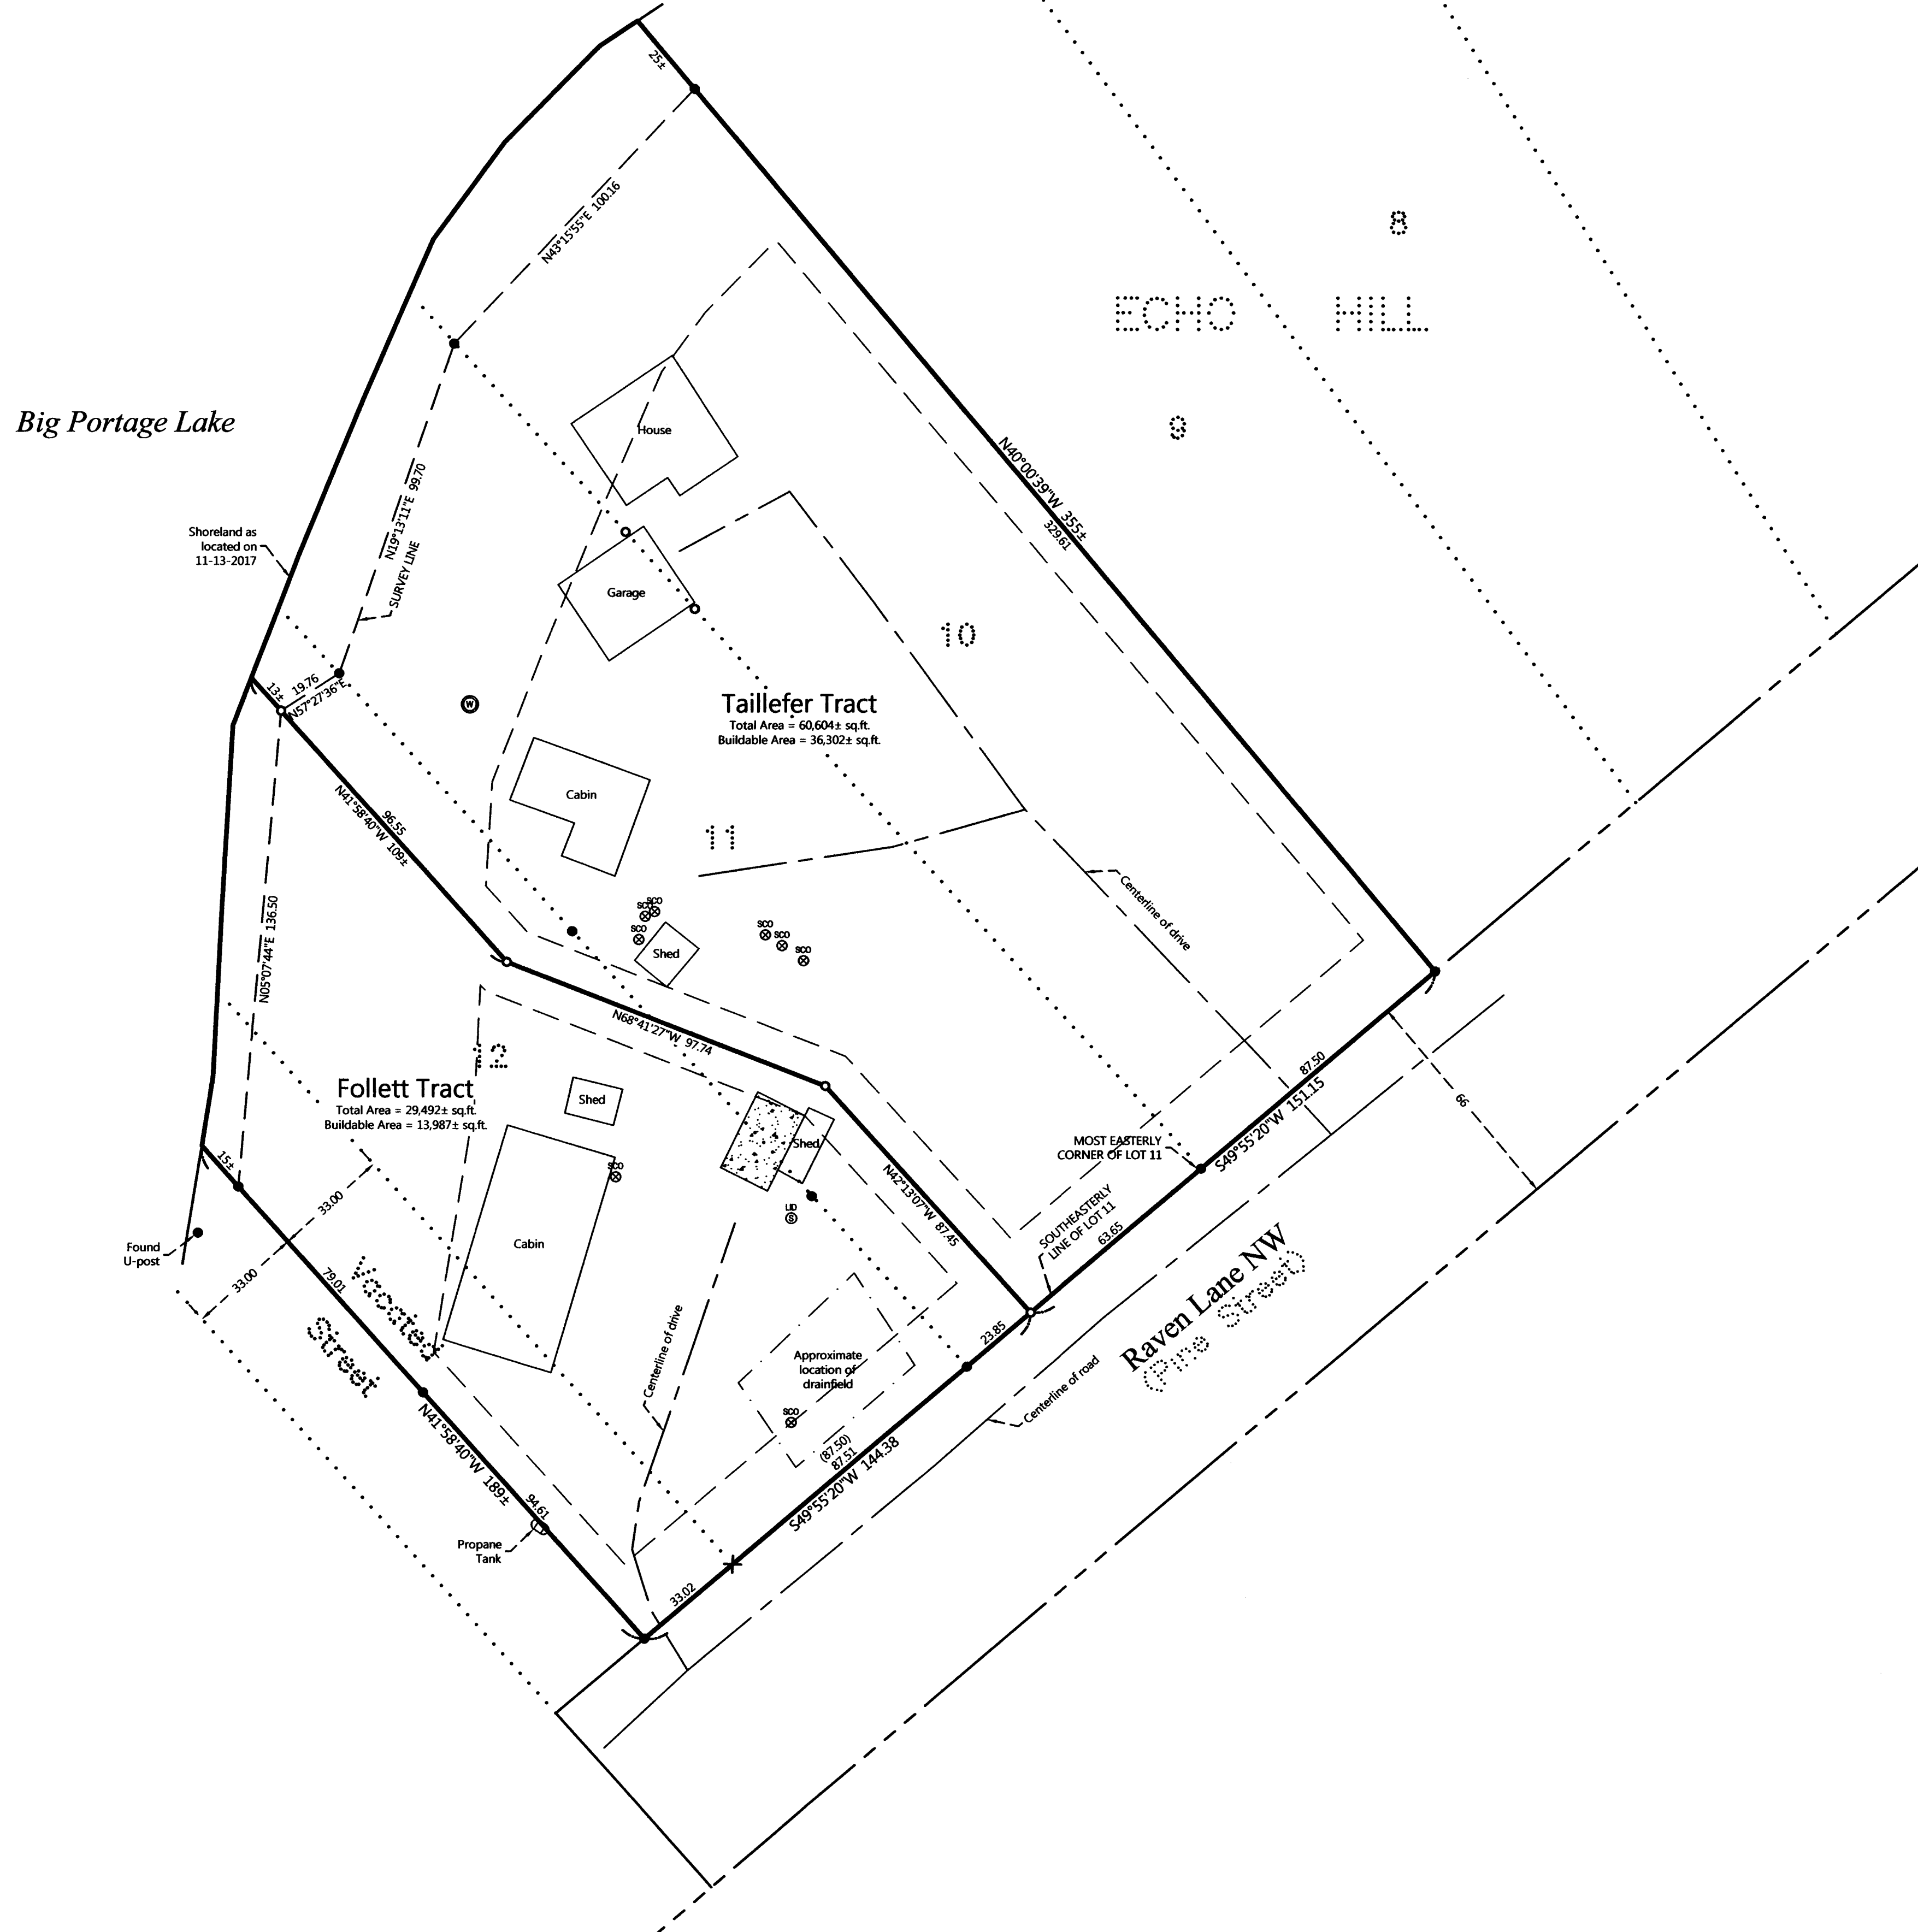 25±
N43°15'55"E 100.16
8
ECHO HILL
Big Portage Lake
9
House
N40°00'39"W 355±
329.61
N19°13'11"E 99.70
SURVEY LINE
Shoreland as
located on
11-13-2017
Garage
10
13±
19.76
N57°27'36"E
W
Taillefer Tract
Total Area = 60,604± sq.ft.
Buildable Area = 36,302± sq.ft.
Cabin
96.55
N41°58'40"W 109±
11
Centerline of drive
SCO
SCO
SCO
SCO
SCO
SCO
Shed
N05°07'44"E 136.50
N68°41'27"W 97.74
12
Follett Tract
Total Area = 29,492± sq.ft.
Buildable Area = 13,987± sq.ft.
Shed
Shed
87.50
S49°55'20"W 151.15
66
MOST EASTERLY
CORNER OF LOT 11
15±
SCO
N42°13'07"W 87.45
LID
S
33.00
SOUTHEASTERLY
LINE OF LOT 11
63.65
Found
U-post
Cabin
33.00
79.01
Vacated
Street
Raven Lane NW
(Pine Street)
23.85
Centerline of drive
Approximate
location of
drainfield
Centerline of road
SCO
(87.50)
87.51
S49°55'20"W 144.38
N41°58'40"W 189±
94.61
Propane
Tank
33.02